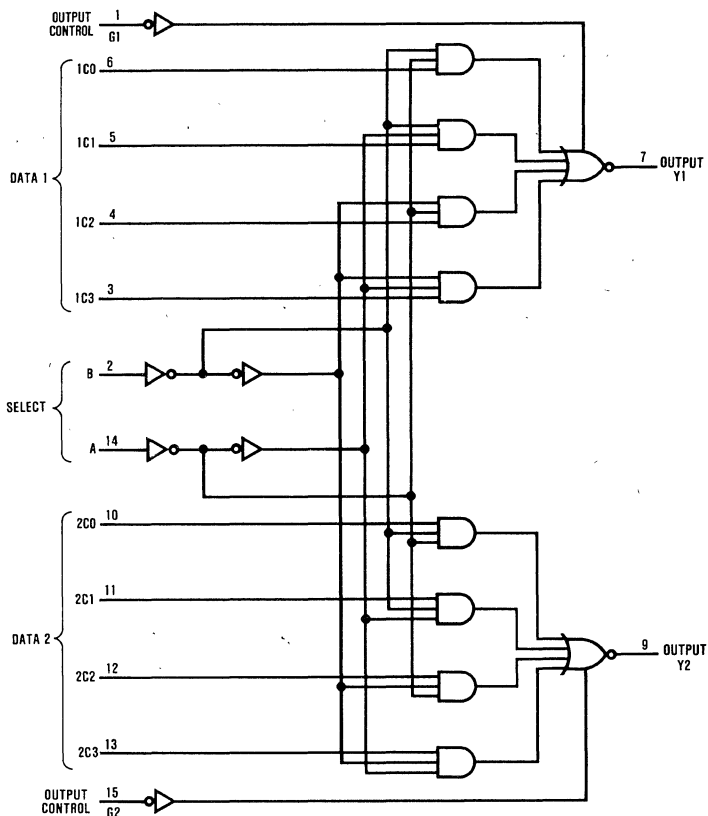 OUTPUT 1
CONTROL G1
1C0 6
1C1 5
DATA 1
7 OUTPUT
Y1
1C2 4
1C3 3
B 2
SELECT
A 14
2C0 10
2C1 11
DATA 2
9 OUTPUT
Y2
2C2 12
2C3 13
OUTPUT 15
CONTROL G2